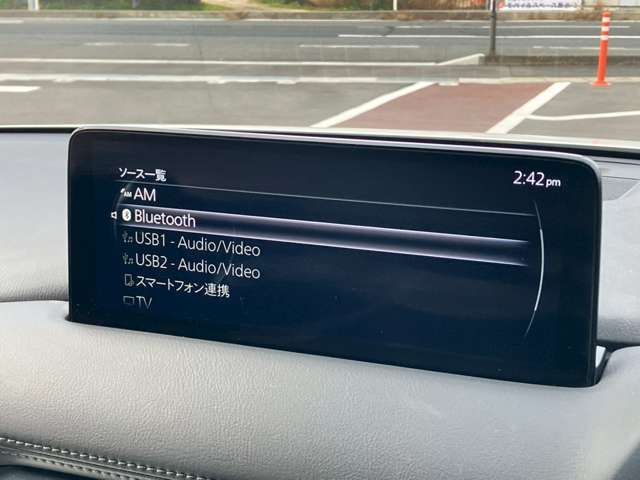 ソース一覧
2:42pm
AM
AM
Bluetooth
USB1 - Audio/Video
USB2 - Audio/Video
スマートフォン連携
TV